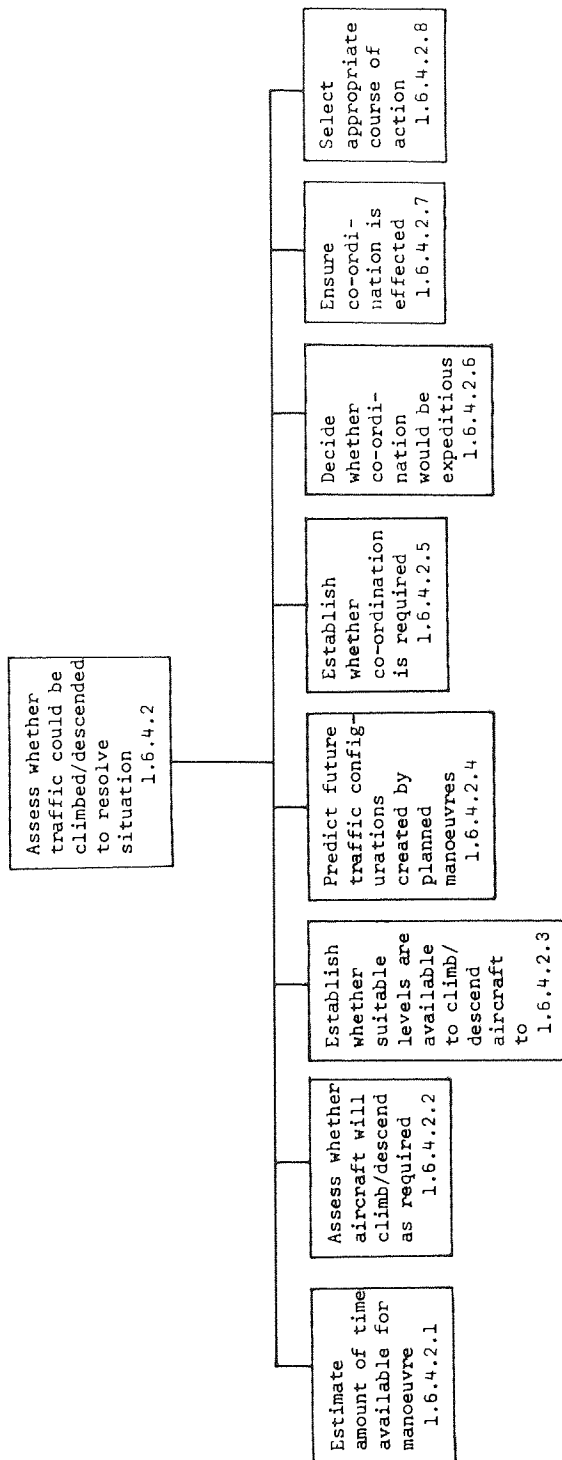 Assess whether
traffic could be
climbed/descended
to resolve
situation
1.6.4.2
Estimate
amount of time
available for
manoeuvre
1.6.4.2.1
Assess whether
aircraft will
climb/descend
as required
1.6.4.2.2
Establish
whether
suitable
levels are
available
to climb/
descend
aircraft
to
1.6.4.2.3
Predict future
traffic config-
urations
created by
planned
manoeuvres
1.6.4.2.4
Establish
whether
co-ordination
is required
1.6.4.2.5
Decide
whether
co-ordi-
nation
would be
expeditious
1.6.4.2.6
Ensure
co-ordi-
nation is
effected
1.6.4.2.7
Select
appropriate
course of
action
1.6.4.2.8